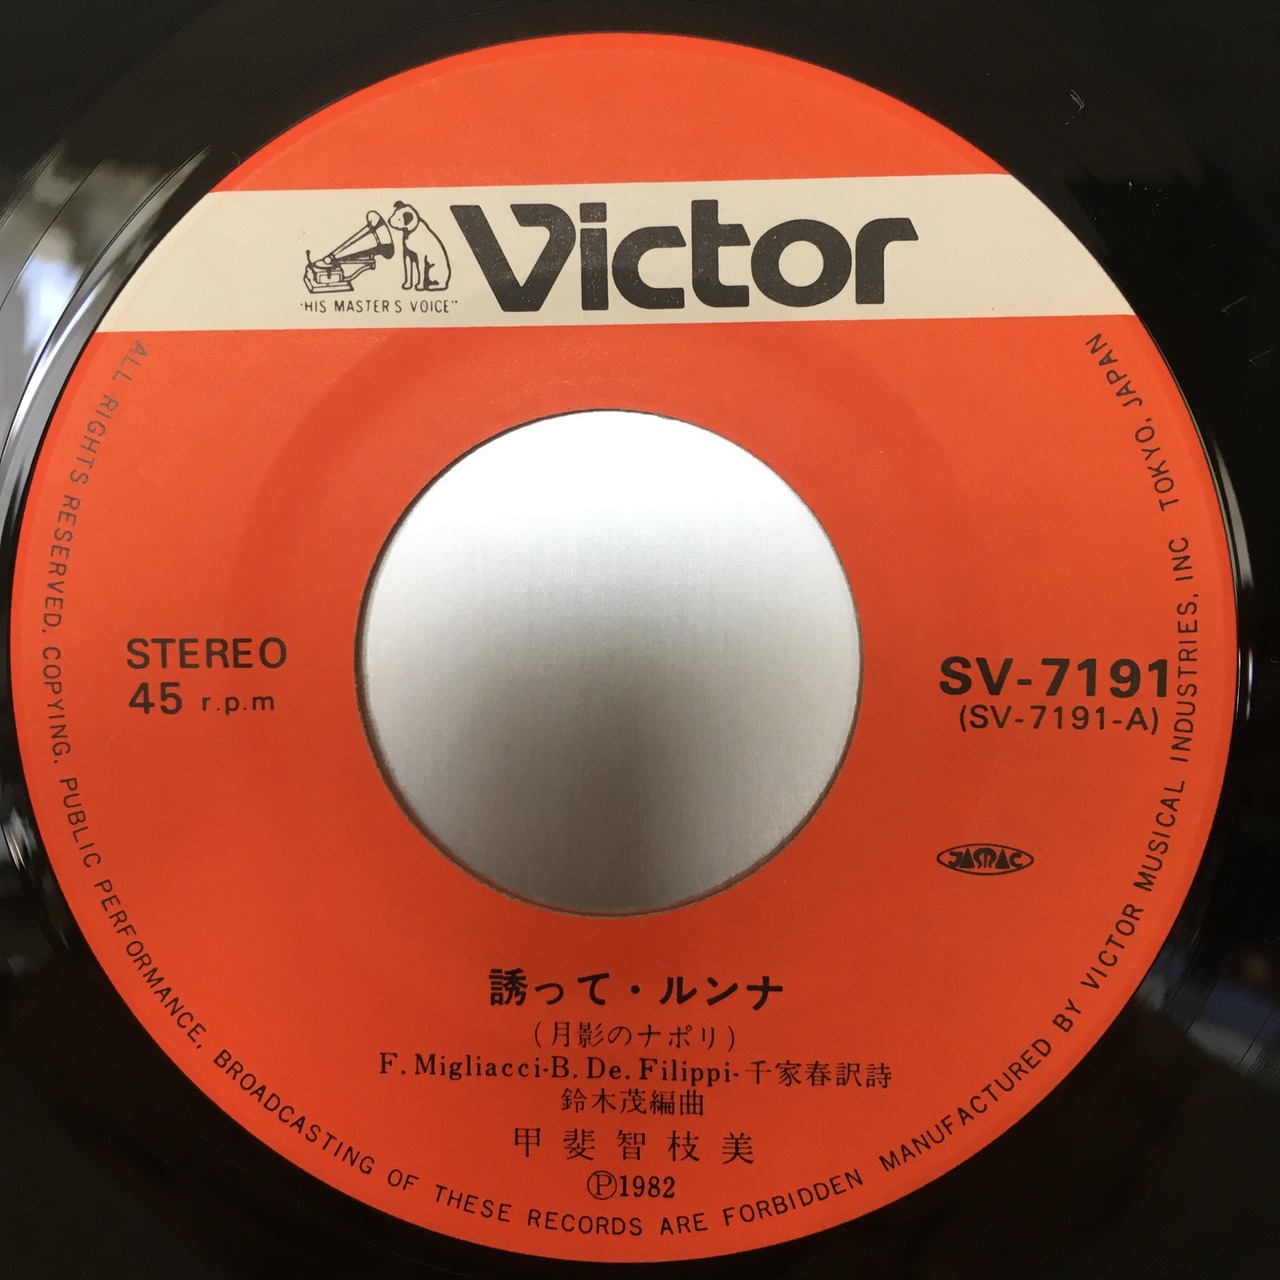 Victor
"HIS MASTER'S VOICE"
STEREO
45 r.p.m
SV-7191
(SV-7191-A)
JASRAC
誘って・ルンナ
(月影のナポリ)
F. Migliacci-B. De. Filippi-千家春訳詩
鈴木茂編曲
甲斐智枝美
Ⓟ1982
ALL RIGHTS RESERVED. COPYING. PUBLIC PERFORMANCE, BROADCASTING OF THESE RECORDS ARE FORBIDDEN MANUFACTURED BY VICTOR MUSICAL INDUSTRIES, INC TOKYO, JAPAN